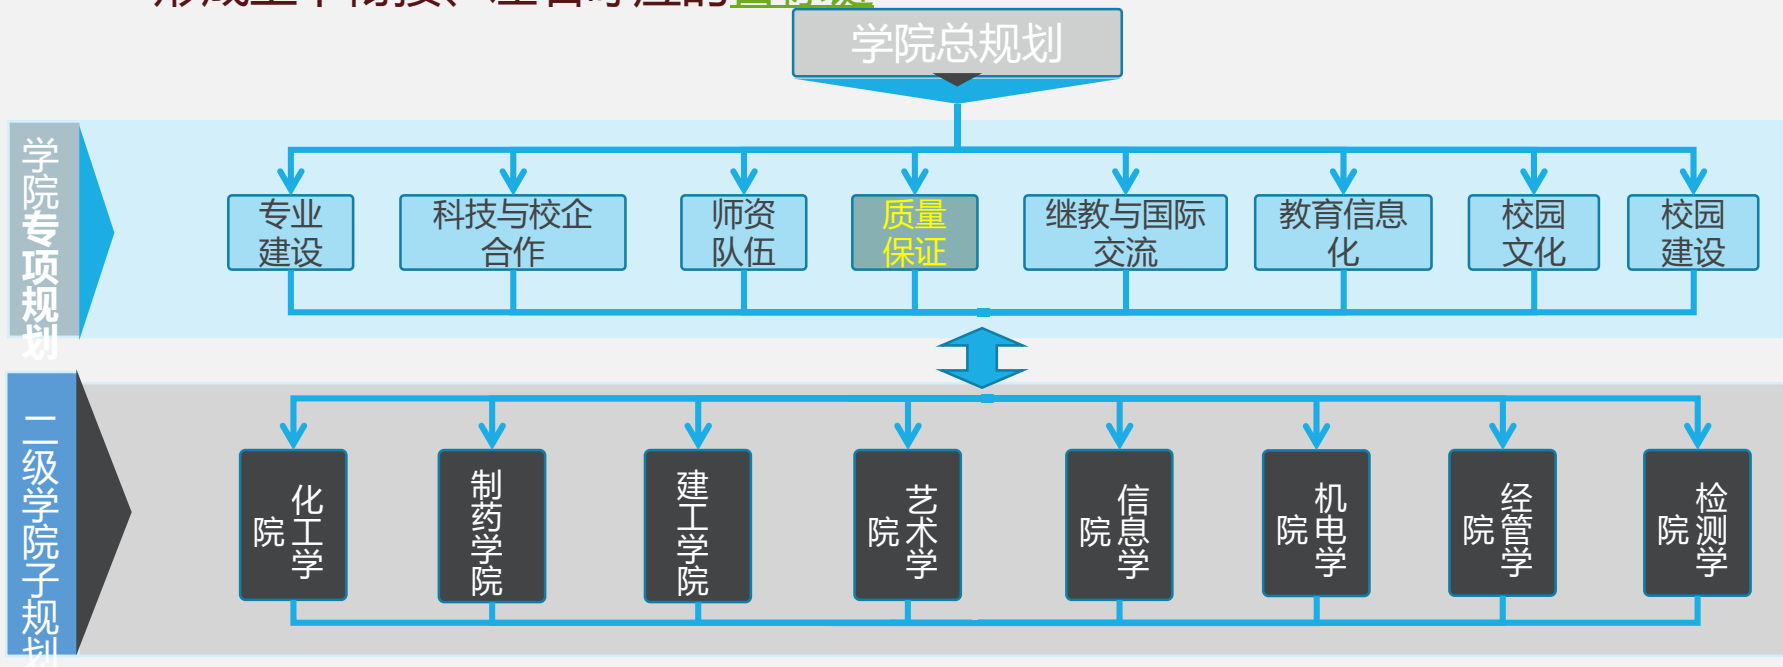 学院总规划
学院专项规划
专业
建设
科技与校企
合作
师资
队伍
质量
保证
继教与国际
交流
教育信息
化
校园
文化
校园
建设
二级学院子规划
化工学
院
制药学院
建工学院
艺术学
院
信息学
院
机电学
院
经管学
院
检测学
院